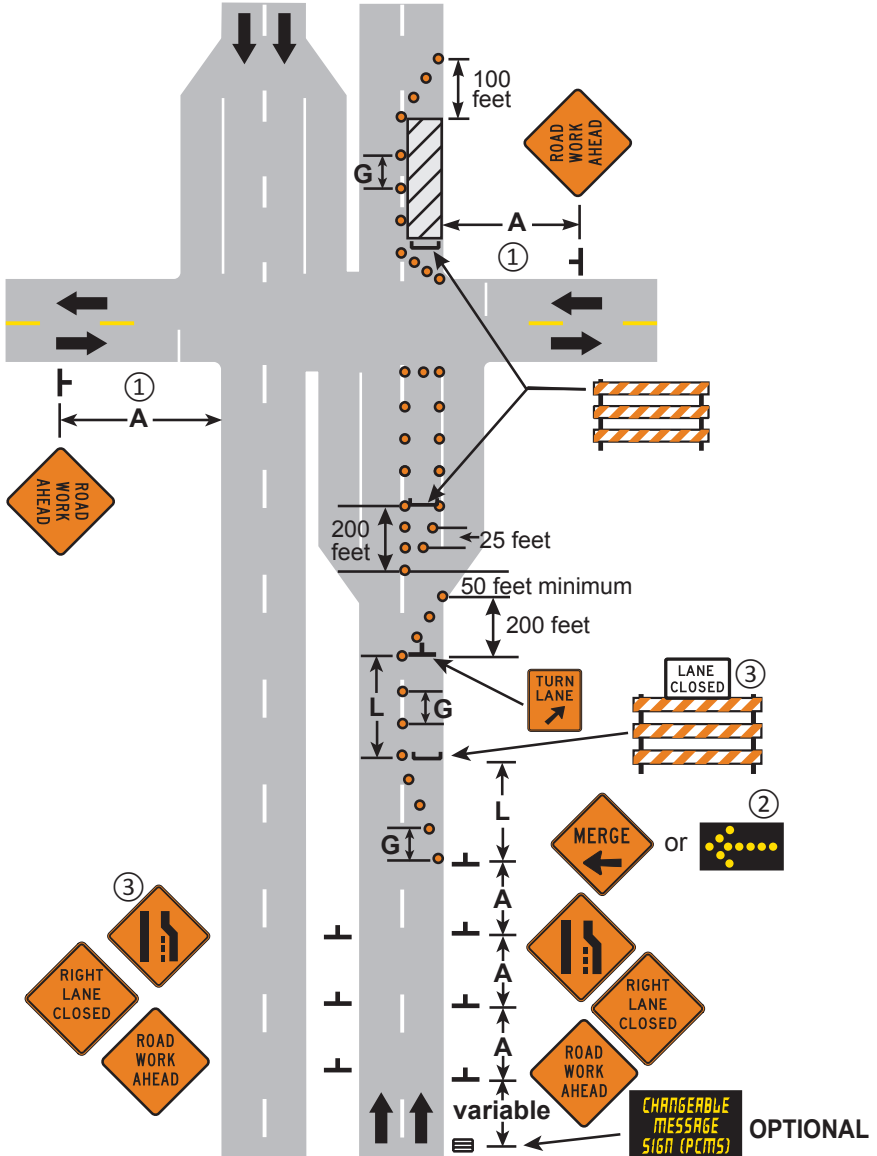 100
feet
ROAD
WORK
AHEAD
G
A
①
①
A
ROAD
WORK
AHEAD
200
feet
25 feet
50 feet minimum
200 feet
TURN
LANE
LANE
CLOSED
③
L
G
L
②
MERGE
or
G
A
③
A
RIGHT
LANE
CLOSED
RIGHT
LANE
CLOSED
A
ROAD
WORK
AHEAD
ROAD
WORK
AHEAD
variable
CHANGEABLE
MESSAGE
SIGN (PCMS)
OPTIONAL